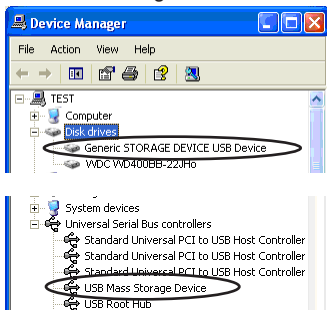 Device Manager
File Action View Help
TEST
Computer
Disk drives
Generic STORAGE DEVICE USB Device
WDC WD400BB-22JHo
System devices
Universal Serial Bus controllers
Standard Universal PCI to USB Host Controller
Standard Universal PCI to USB Host Controller
Standard Universal PCI to USB Host Controller
USB Mass Storage Device
USB Root Hub